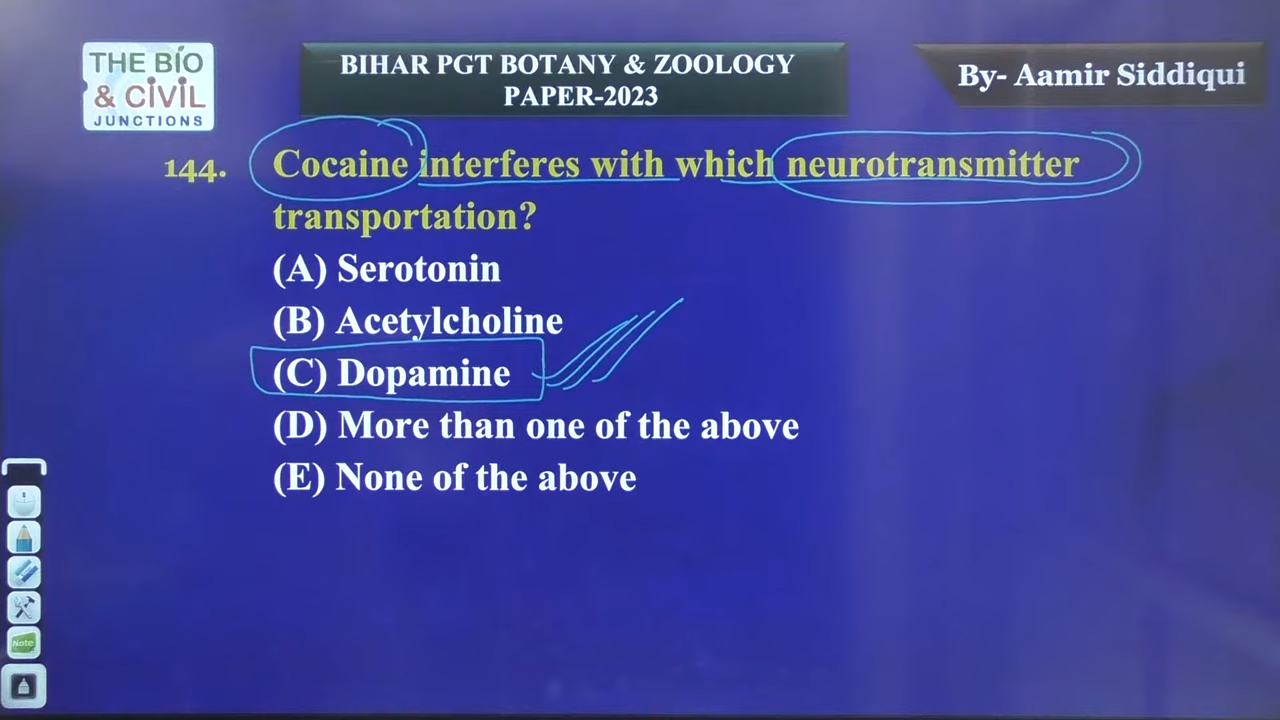 THE BIO
& CIVIL
JUNCTIONS
BIHAR PGT BOTANY & ZOOLOGY
PAPER-2023
By- Aamir Siddiqui
144. Cocaine interferes with which neurotransmitter
transportation?
(A) Serotonin
(B) Acetylcholine
(C) Dopamine
(D) More than one of the above
(E) None of the above
Note